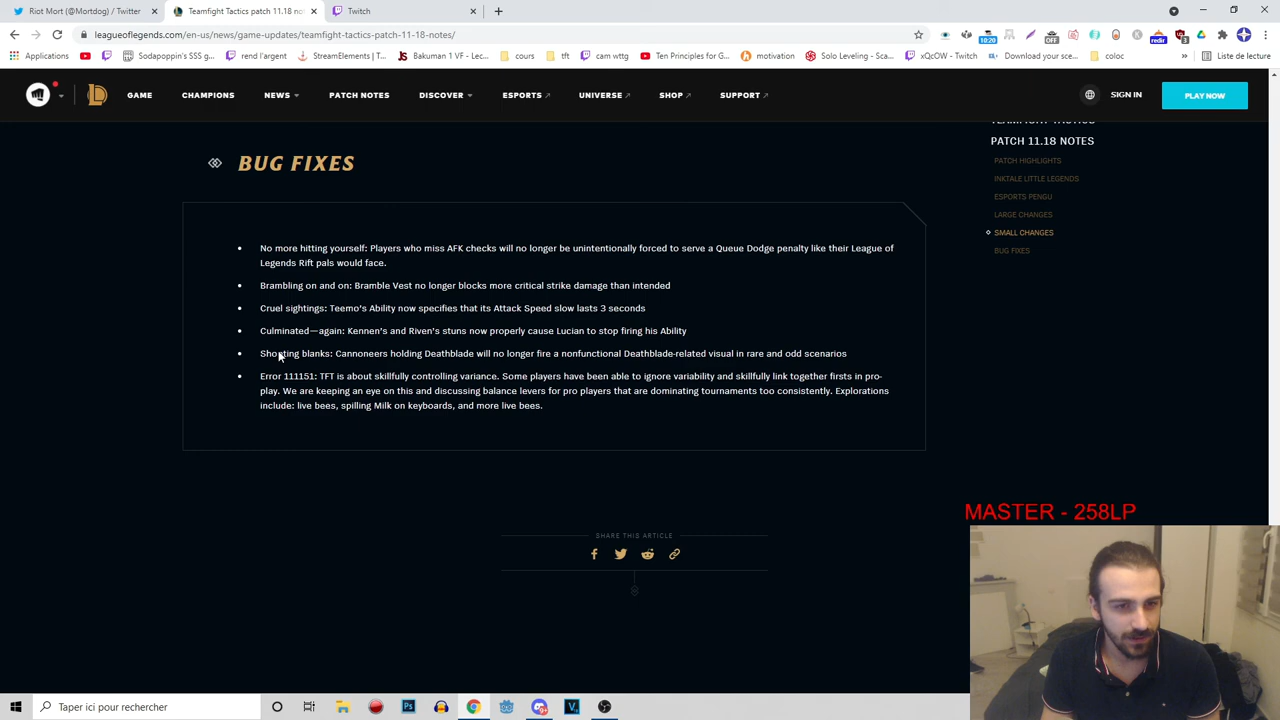 Riot Mort (@Mortdog) / Twitter
Teamfight Tactics patch 11.18 not
Twitch
leagueoflegends.com/en-us/news/game-updates/teamfight-tactics-patch-11-18-notes/
10:20
OFF
redir
Applications
Sodapoppin's SSS g...
rend l'argent
StreamElements | T...
Bakuman 1 VF - Lec...
cours
tft
cam wttg
Ten Principles for G...
motivation
Solo Leveling - Sca...
xQcOW - Twitch
Download your sce...
coloc
»
Liste de lecture
GAME
CHAMPIONS
NEWS
PATCH NOTES
DISCOVER
ESPORTS
UNIVERSE
SHOP
SUPPORT
SIGN IN
PLAY NOW
TEAMFIGHT TACTICS
PATCH 11.18 NOTES
PATCH HIGHLIGHTS
INKTALE LITTLE LEGENDS
ESPORTS PENGU
LARGE CHANGES
SMALL CHANGES
BUG FIXES
BUG FIXES
No more hitting yourself: Players who miss AFK checks will no longer be unintentionally forced to serve a Queue Dodge penalty like their League of
Legends Rift pals would face.
Brambling on and on: Bramble Vest no longer blocks more critical strike damage than intended
Cruel sightings: Teemo's Ability now specifies that its Attack Speed slow lasts 3 seconds
Culminated—again: Kennen's and Riven's stuns now properly cause Lucian to stop firing his Ability
Shooting blanks: Cannoneers holding Deathblade will no longer fire a nonfunctional Deathblade-related visual in rare and odd scenarios
Error 111151: TFT is about skillfully controlling variance. Some players have been able to ignore variability and skillfully link together firsts in pro-
play. We are keeping an eye on this and discussing balance levers for pro players that are dominating tournaments too consistently. Explorations
include: live bees, spilling Milk on keyboards, and more live bees.
SHARE THIS ARTICLE
MASTER - 258LP
Taper ici pour rechercher